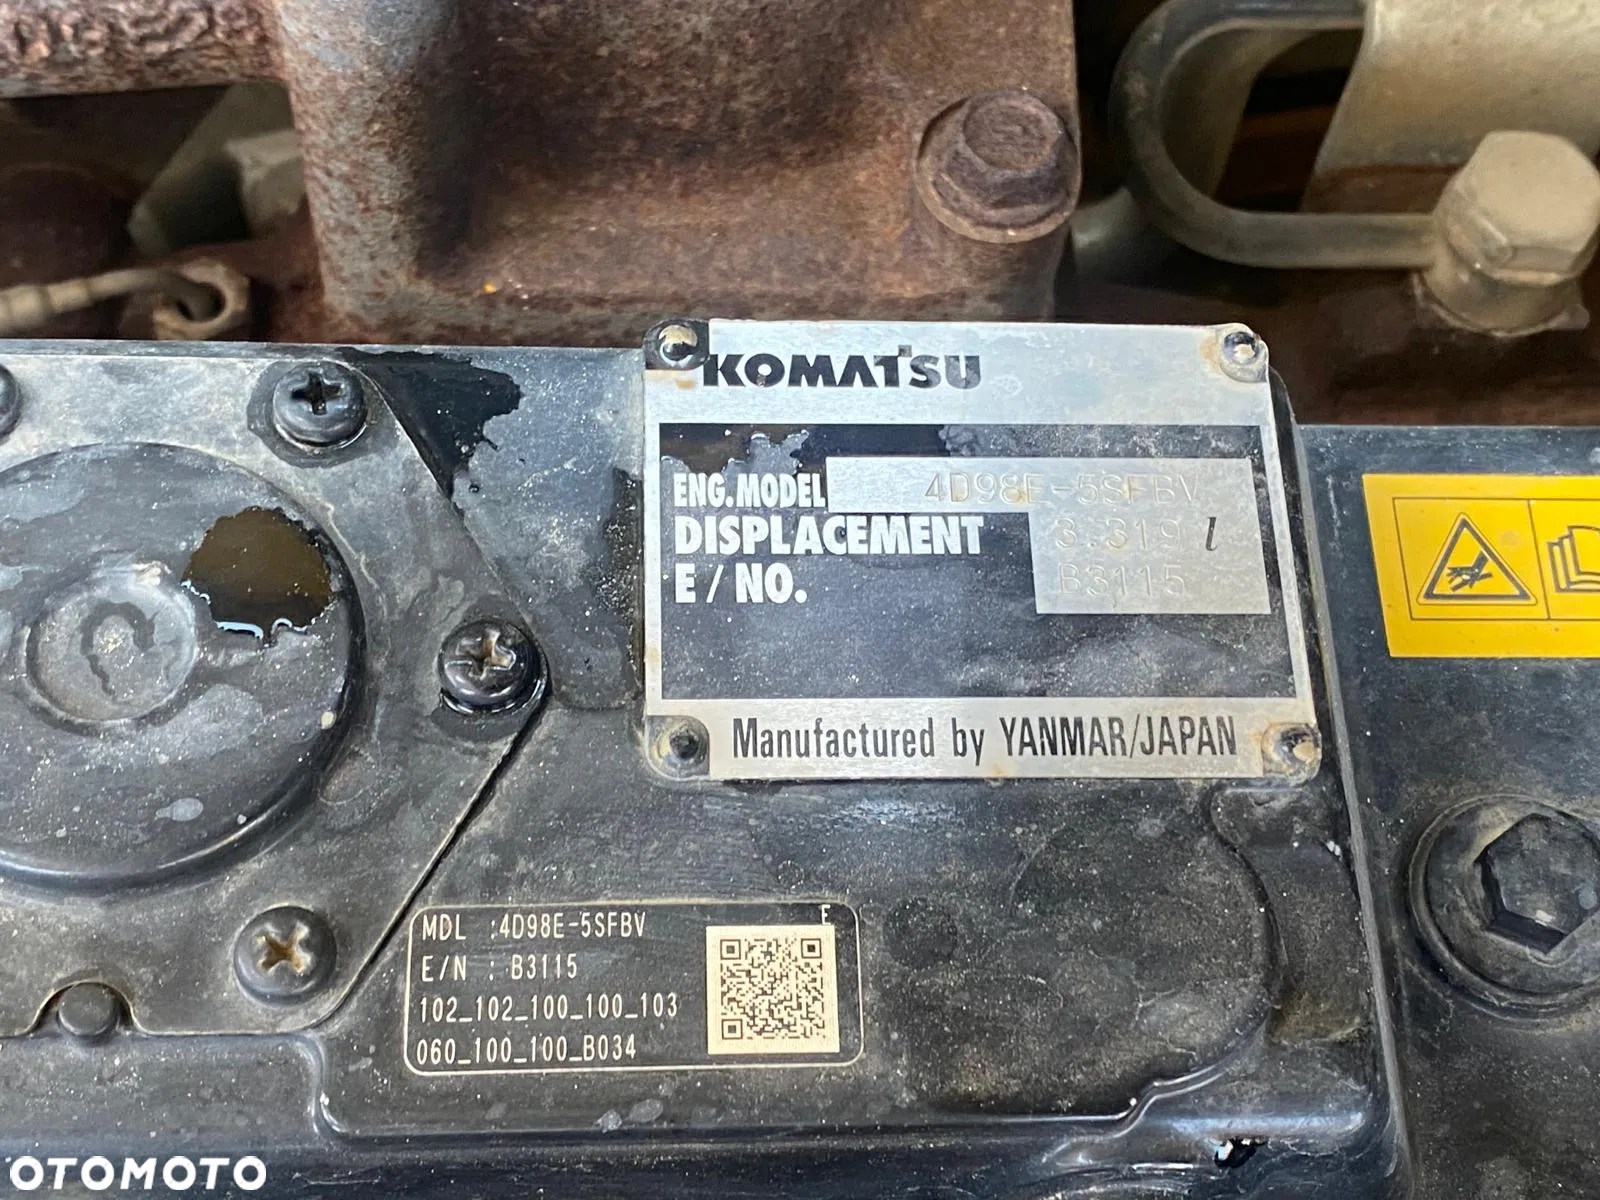 KOMATSU
ENG.MODEL 4D98E-5SFBV
DISPLACEMENT 3.319 l
E / NO. B3115
Manufactured by YANMAR/JAPAN
E
MDL :4D98E-5SFBV
E/N : B3115
102_102_100_100_103
060_100_100_B034
OTOMOTO